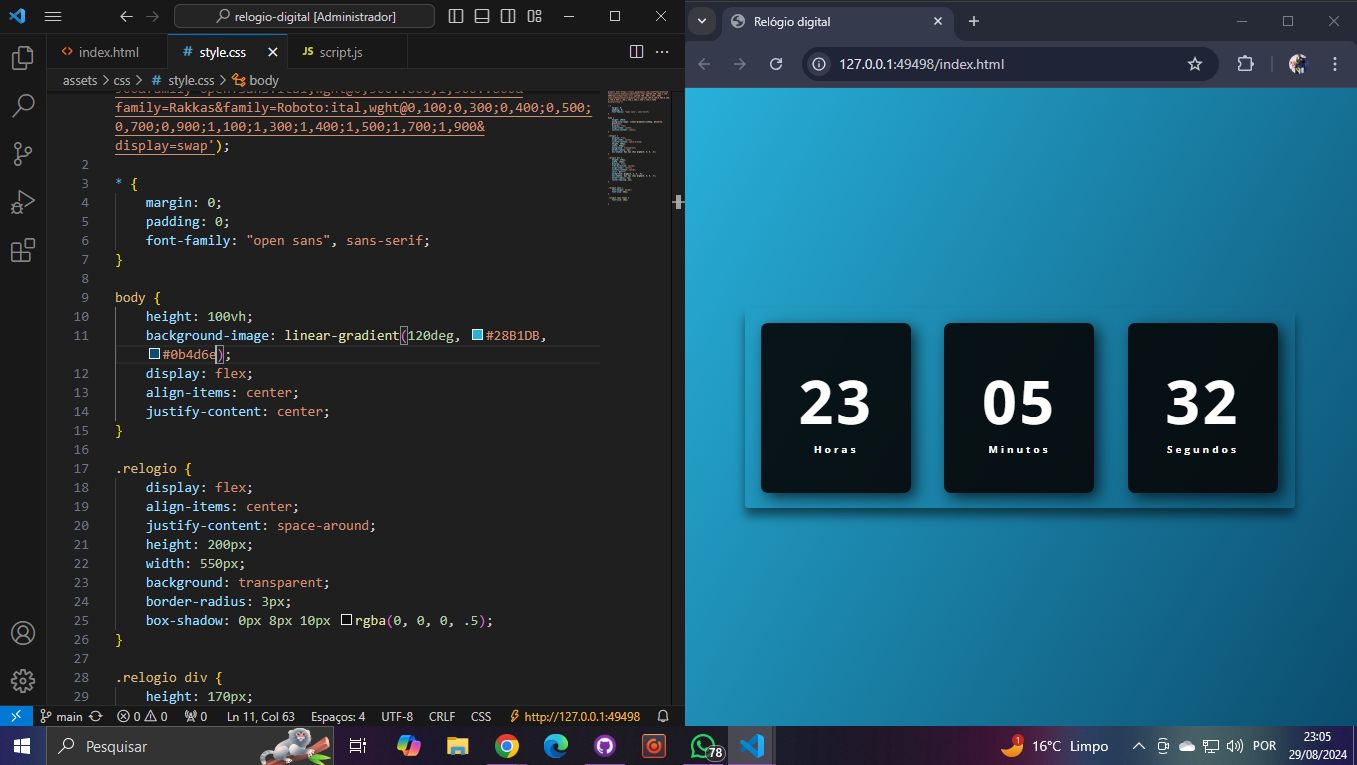 relogio-digital [Administrador]
index.html
# style.css
JS script.js
assets > css > # style.css > body
family=Rakkas&family=Roboto:ital,wght@0,100;0,300;0,400;0,500;
0,700;0,900;1,100;1,300;1,400;1,500;1,700;1,900&
display=swap');
2
3 * {
4 margin: 0;
5 padding: 0;
6 font-family: "open sans", sans-serif;
7 }
8
9 body {
10 height: 100vh;
11 background-image: linear-gradient(120deg, #28B1DB,
#0b4d6e);
12 display: flex;
13 align-items: center;
14 justify-content: center;
15 }
16
17 .relogio {
18 display: flex;
19 align-items: center;
20 justify-content: space-around;
21 height: 200px;
22 width: 550px;
23 background: transparent;
24 border-radius: 3px;
25 box-shadow: 0px 8px 10px rgba(0, 0, 0, .5);
26 }
27
28 .relogio div {
29 height: 170px;
main 0 0 0 Ln 11, Col 63 Espaços: 4 UTF-8 CRLF CSS http://127.0.0.1:49498
Relógio digital
127.0.0.1:49498/index.html
23 05 32
Horas Minutos Segundos
Pesquisar
78
1
16°C Limpo
POR
23:05
29/08/2024